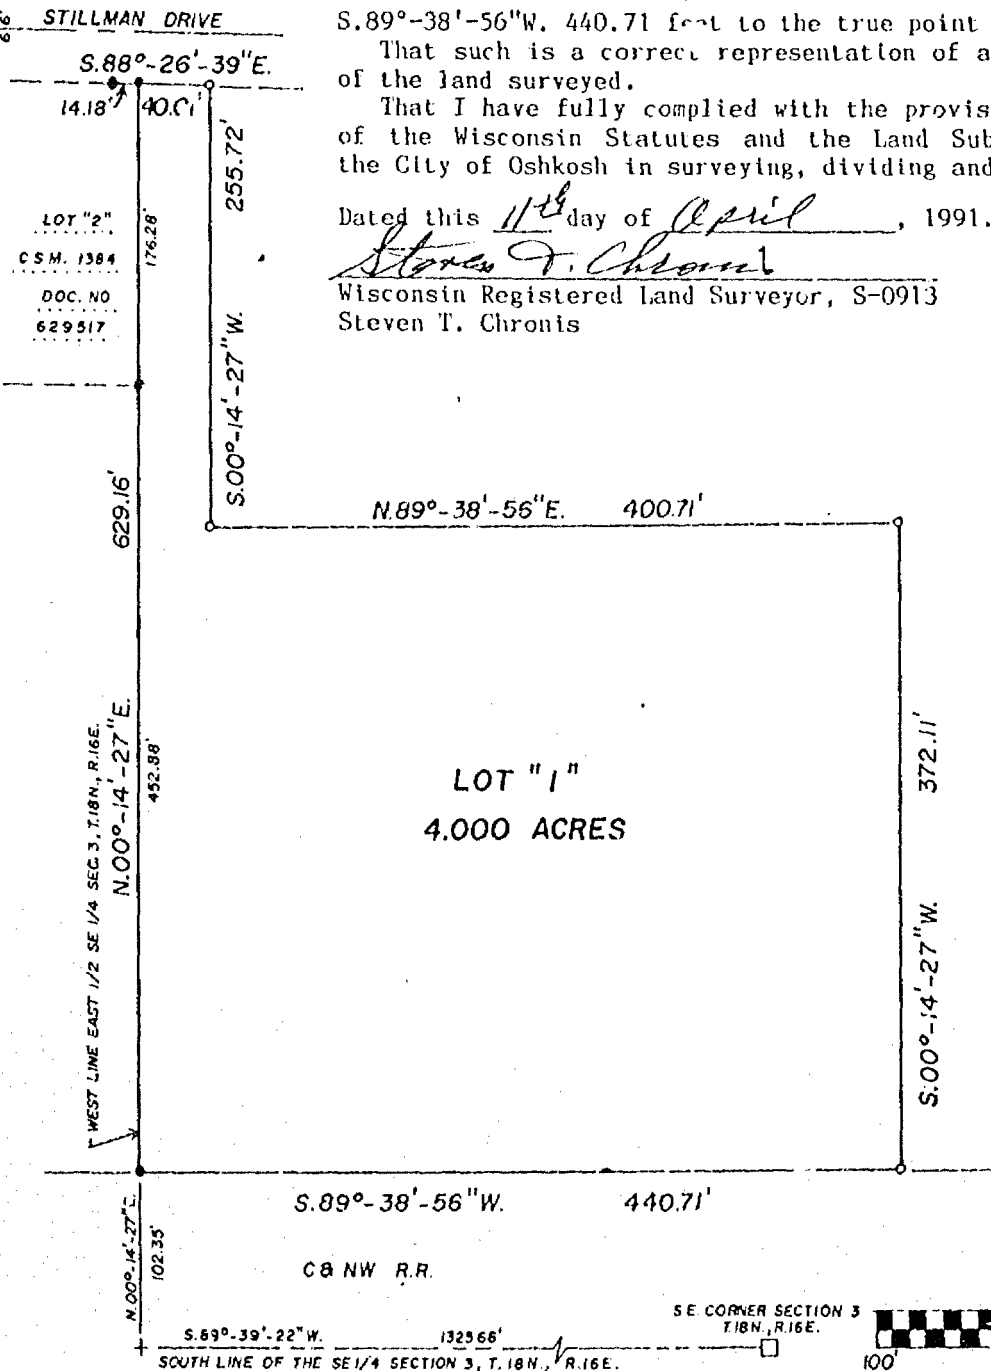 STILLMAN DRIVE
S.88°-26'-39"E.
14.18'
40.01'
255.72'
S.00°-14'-27"W.
S.89°-38'-56"W. 440.71 feet to the true point
That such is a correct representation of a
of the land surveyed.
That I have fully complied with the provis
of the Wisconsin Statutes and the Land Sub
the City of Oshkosh in surveying, dividing and
Dated this 11th day of April, 1991.
Steven T. Chronis
Wisconsin Registered Land Surveyor, S-0913
Steven T. Chronis
LOT "2"
C S M. 1384
DOC. NO
629517
176.28'
629.16'
N.00°-14'-27"E.
452.88'
WEST LINE EAST 1/2 SE 1/4 SEC. 3, T.18N., R.16E.
N.89°-38'-56"E. 400.71'
LOT "1"
4.000 ACRES
372.11'
S.00°-14'-27"W.
S.89°-38'-56"W. 440.71'
N.00°-14'-27"E.
102.35'
C & NW R.R.
S.E. CORNER SECTION 3
T.18N., R.16E.
S.89°-39'-22"W. 1325.66'
SOUTH LINE OF THE SE 1/4 SECTION 3, T.18N., R.16E.
100'